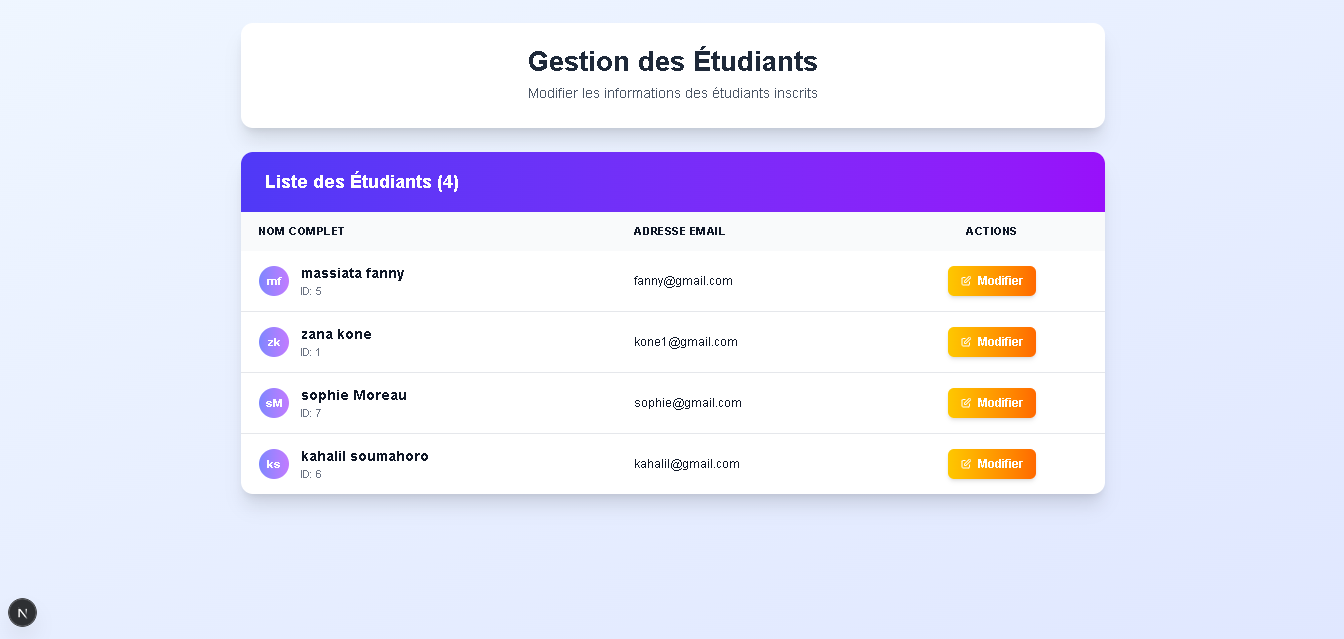 Gestion des Étudiants
Modifier les informations des étudiants inscrits
Liste des Étudiants (4)
NOM COMPLET ADRESSE EMAIL ACTIONS
mf massiata fanny fanny@gmail.com Modifier
ID: 5
zk zana kone kone1@gmail.com Modifier
ID: 1
sM sophie Moreau sophie@gmail.com Modifier
ID: 7
ks kahalil soumahoro kahalil@gmail.com Modifier
ID: 6
N